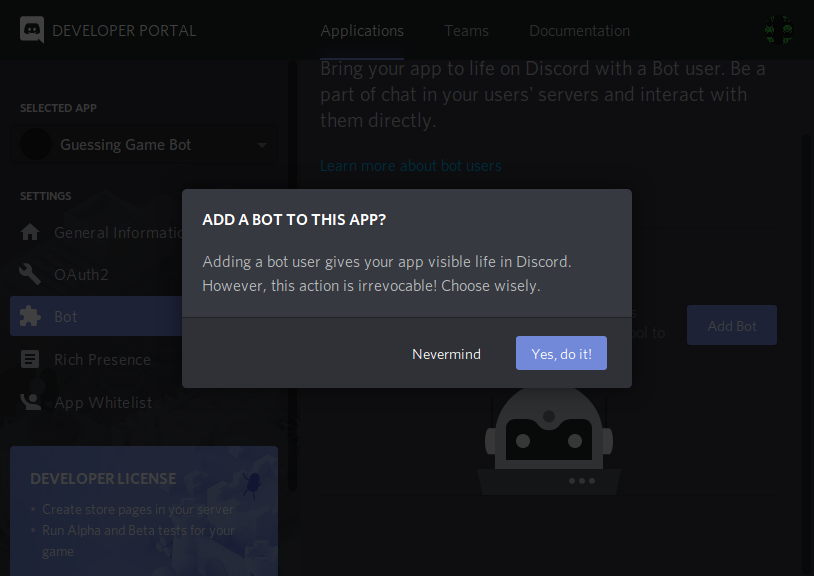 DEVELOPER PORTAL
Applications
Teams
Documentation
SELECTED APP
Guessing Game Bot
SETTINGS
General Informatio
OAuth2
Bot
Rich Presence
App Whitelist
DEVELOPER LICENSE
• Create store pages in your server
• Run Alpha and Beta tests for your
game
Bring your app to life on Discord with a Bot user. Be a
part of chat in your users' servers and interact with
them directly.
Learn more about bot users
Add Bot
ADD A BOT TO THIS APP?
Adding a bot user gives your app visible life in Discord.
However, this action is irrevocable! Choose wisely.
Nevermind
Yes, do it!